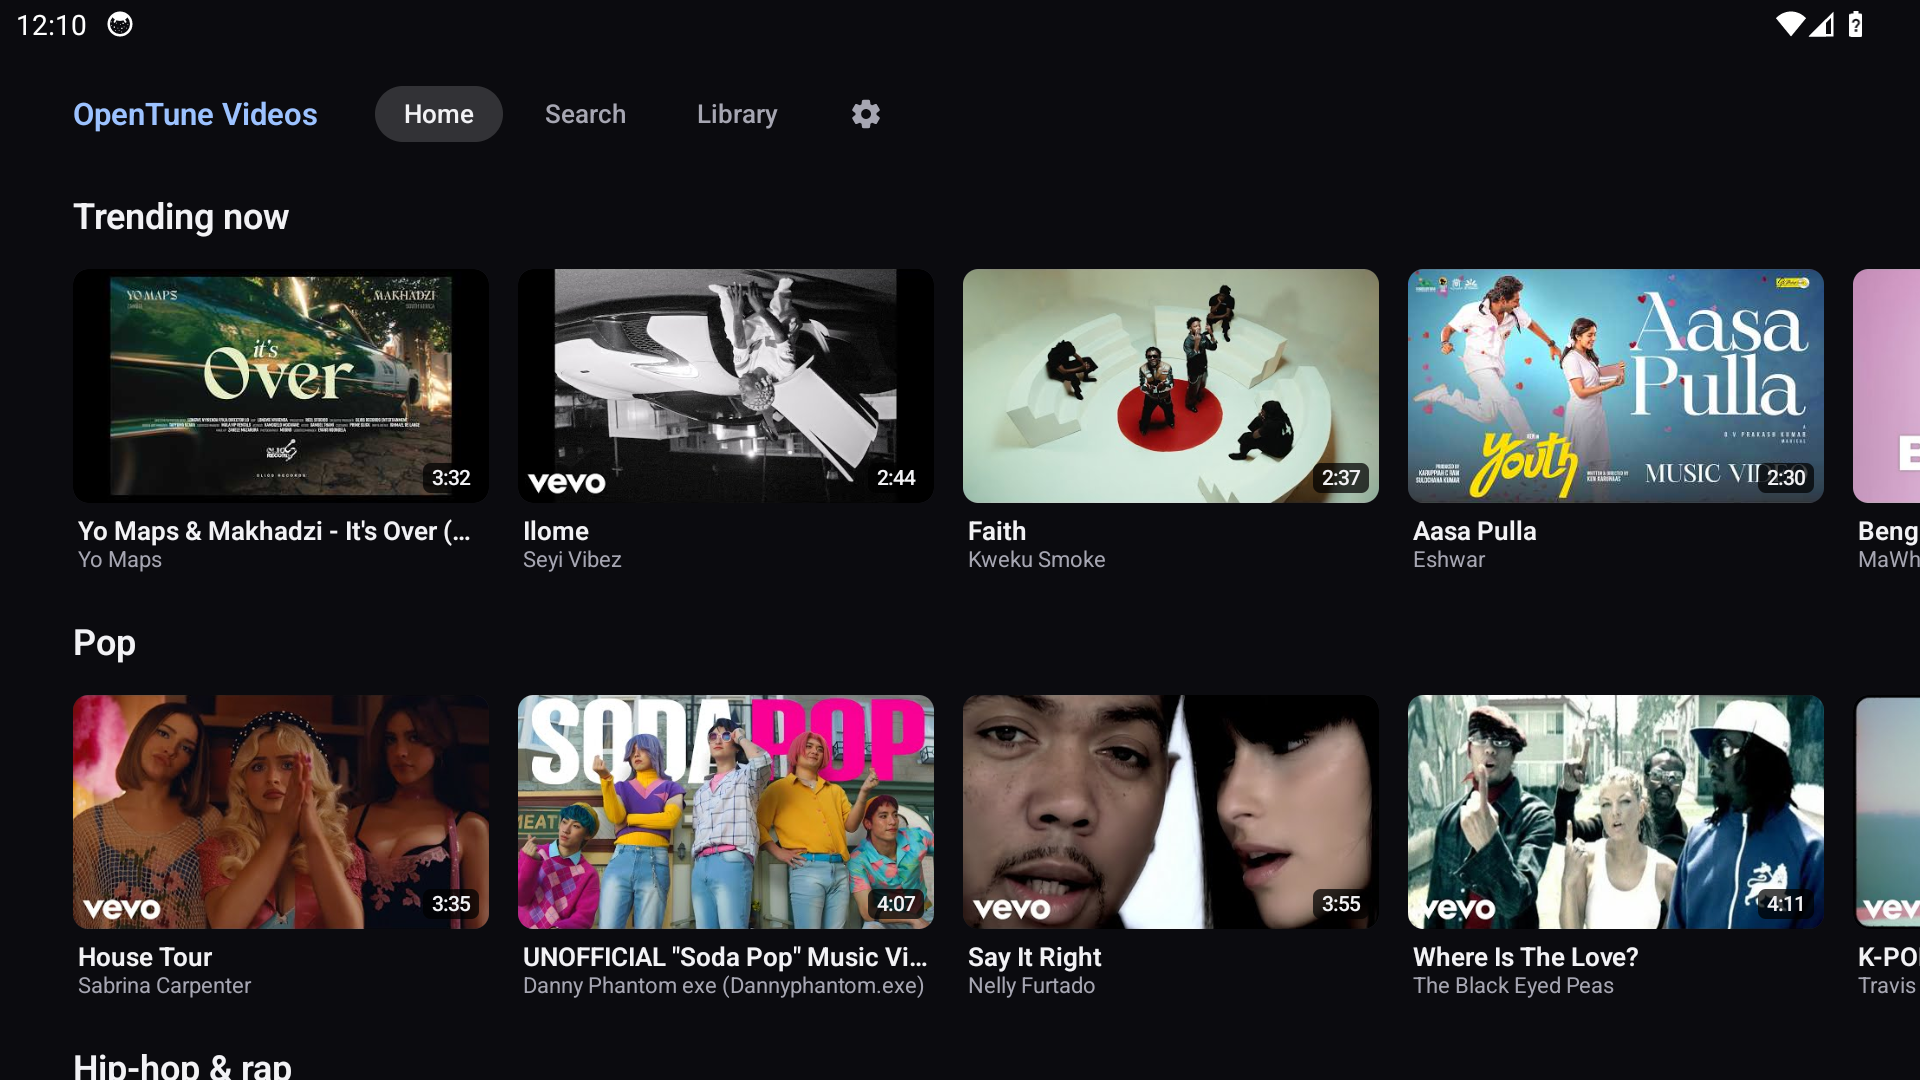 12:10
OpenTune Videos
Home
Search
Library
Trending now
YO MAPS
MAKHADZI
it's
Over
3:32
vevo
2:44
2:37
Aasa
Pulla
Youth
MUSIC VIDEO
2:30
E
Yo Maps & Makhadzi - It's Over (...
Yo Maps
Ilome
Seyi Vibez
Faith
Kweku Smoke
Aasa Pulla
Eshwar
Beng
MaWh
Pop
vevo
3:35
SODA POP
MEAT
4:07
vevo
3:55
vevo
4:11
vev
House Tour
Sabrina Carpenter
UNOFFICIAL "Soda Pop" Music Vi...
Danny Phantom exe (Dannyphantom.exe)
Say It Right
Nelly Furtado
Where Is The Love?
The Black Eyed Peas
K-PO
Travis
Hip-hop & rap